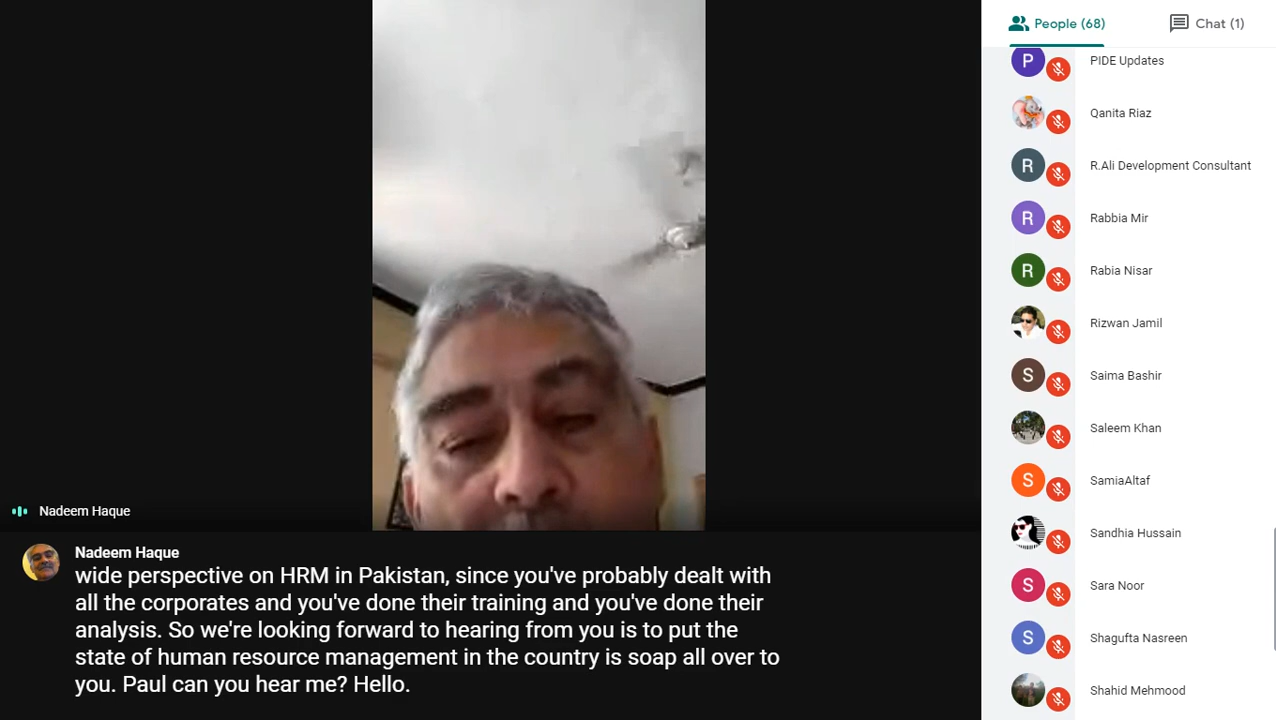 People (68)
Chat (1)
P
PIDE Updates
Qanita Riaz
R
R.Ali Development Consultant
R
Rabbia Mir
R
Rabia Nisar
Rizwan Jamil
S
Saima Bashir
Saleem Khan
S
SamiaAltaf
Sandhia Hussain
S
Sara Noor
S
Shagufta Nasreen
Shahid Mehmood
Nadeem Haque
Nadeem Haque
wide perspective on HRM in Pakistan, since you've probably dealt with
all the corporates and you've done their training and you've done their
analysis. So we're looking forward to hearing from you is to put the
state of human resource management in the country is soap all over to
you. Paul can you hear me? Hello.